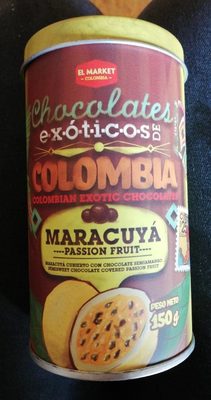 EL MARKET
COLOMBIA
Chocolates
exóticos DE
COLOMBIA
COLOMBIAN EXOTIC CHOCOLATES
MARACUYÁ
PASSION FRUIT
MARACUYÁ CUBIERTO CON CHOCOLATE SEMIAMARGO
SEMISWEET CHOCOLATE COVERED PASSION FRUIT
PESO NETO
150g